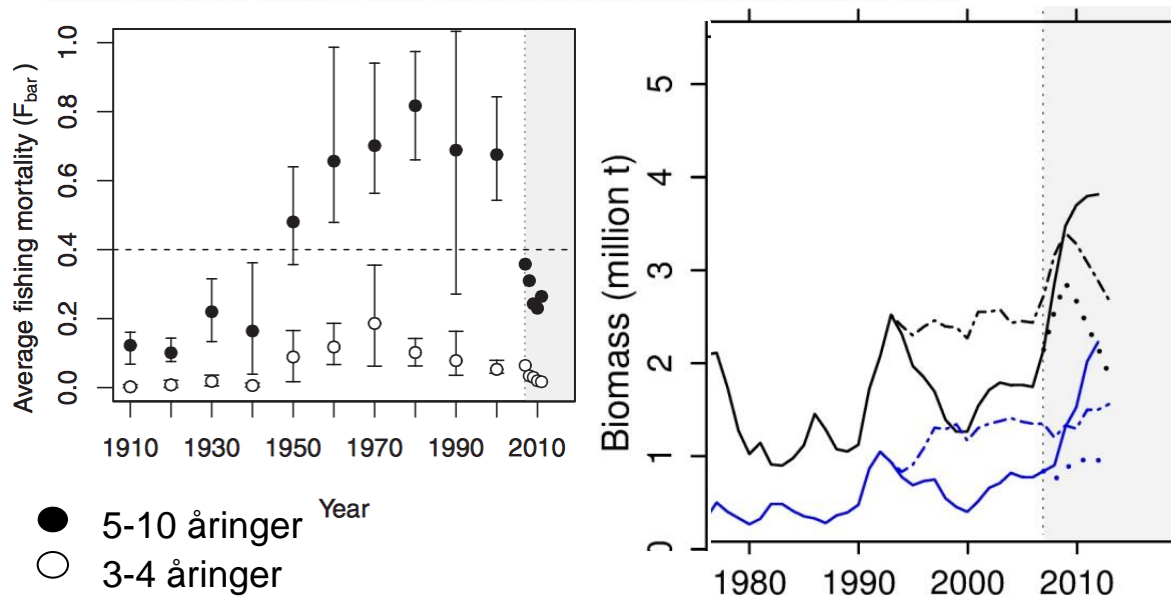 Average fishing mortality (Fbar )
1.0
0.8
0.6
0.4
0.2
0.0
1910 1930 1950 1970 1990 2010
Year
5-10 åringer
3-4 åringer
Biomass (million t)
5
4
3
2
1
0
1980 1990 2000 2010